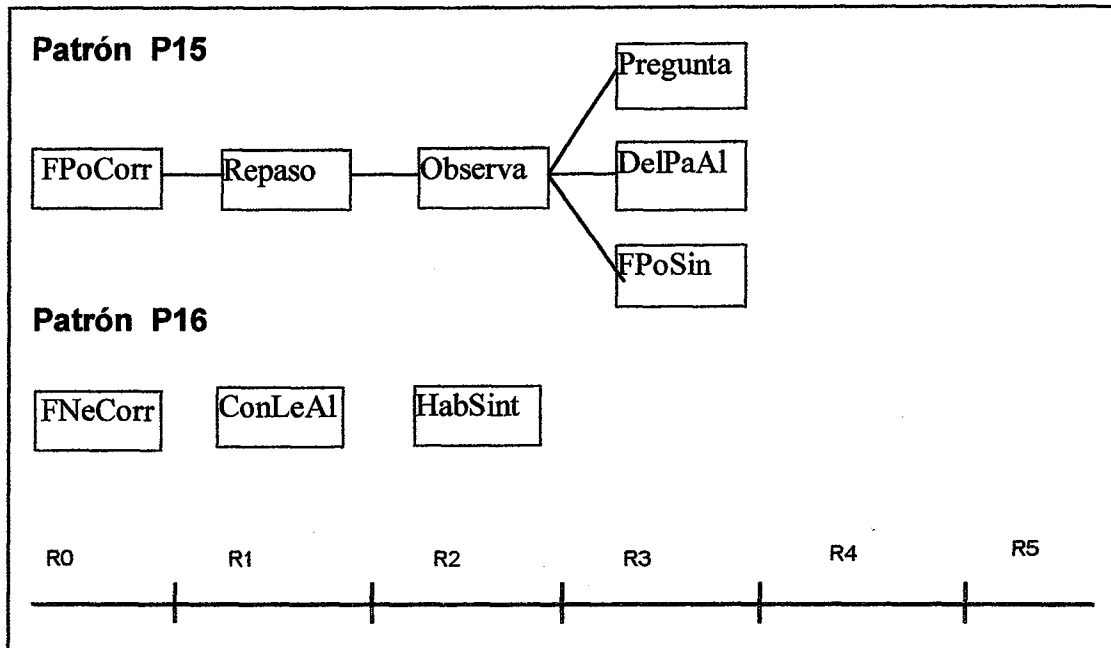 Patrón P15
Pregunta
FPoCorr Repaso Observa DelPaAl
FPoSin
Patrón P16
FNeCorr ConLeAl HabSint
R0 R1 R2 R3 R4 R5